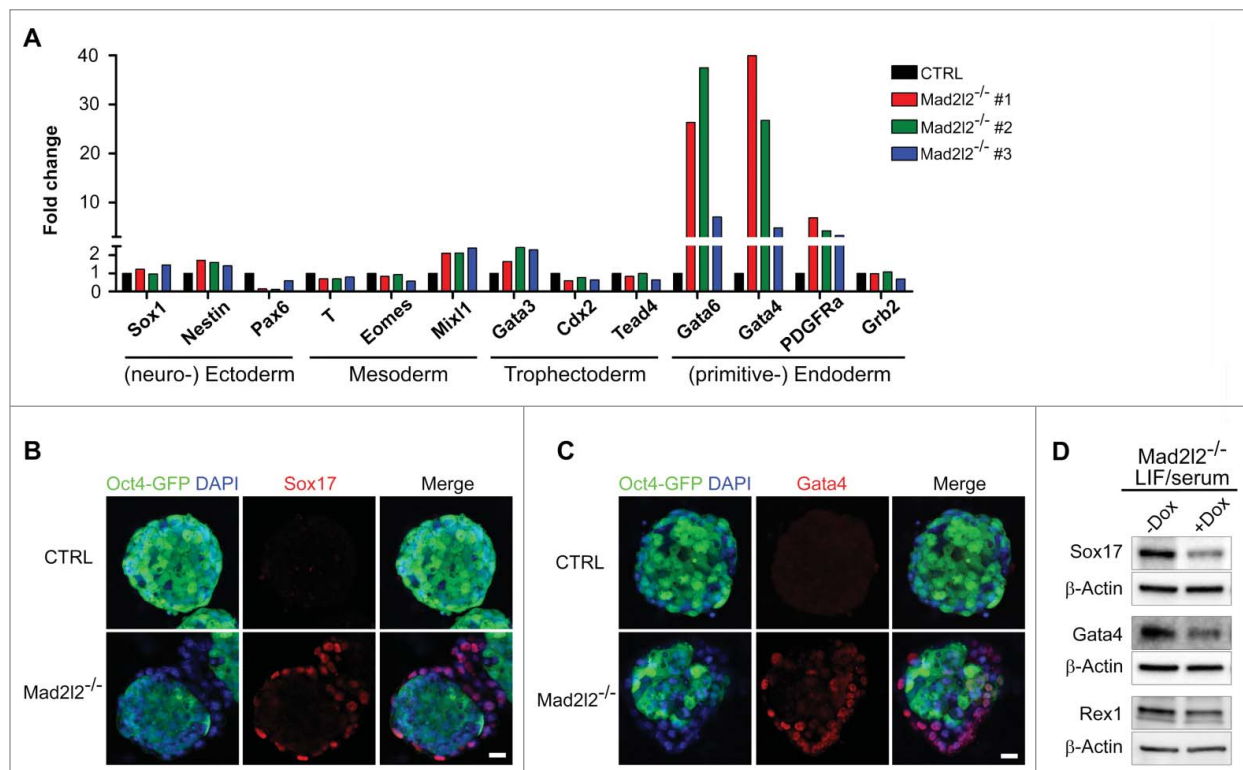 A
40
30
20
10
2
1
0
Fold change
CTRL
Mad2l2-/- #1
Mad2l2-/- #2
Mad2l2-/- #3
Sox1 Nestin Pax6 T Eomes Mixl1 Gata3 Cdx2 Tead4 Gata6 Gata4 PDGFRa Grb2
(neuro-) Ectoderm Mesoderm Trophectoderm (primitive-) Endoderm
B
Oct4-GFP DAPI Sox17 Merge
CTRL
Mad2l2-/-
C
Oct4-GFP DAPI Gata4 Merge
CTRL
Mad2l2-/-
D
Mad2l2-/-
LIF/serum
-Dox +Dox
Sox17
β-Actin
Gata4
β-Actin
Rex1
β-Actin